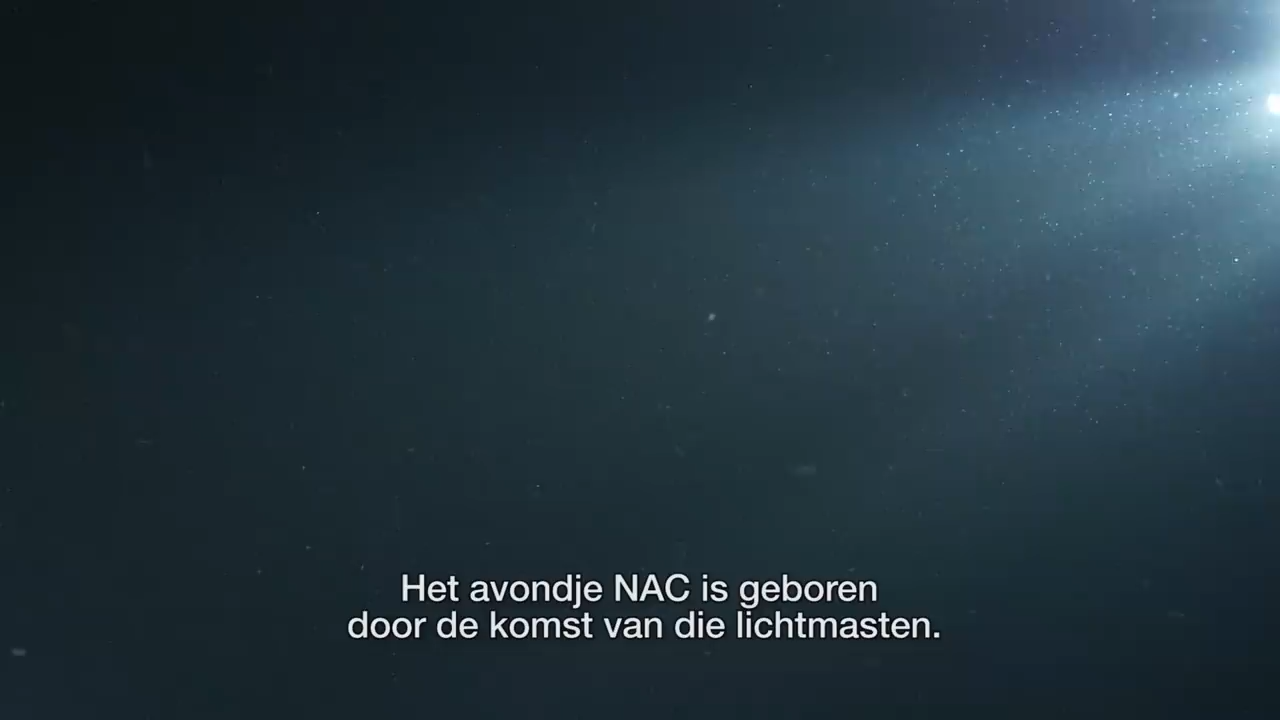 Het avondje NAC is geboren
door de komst van die lichtmasten.